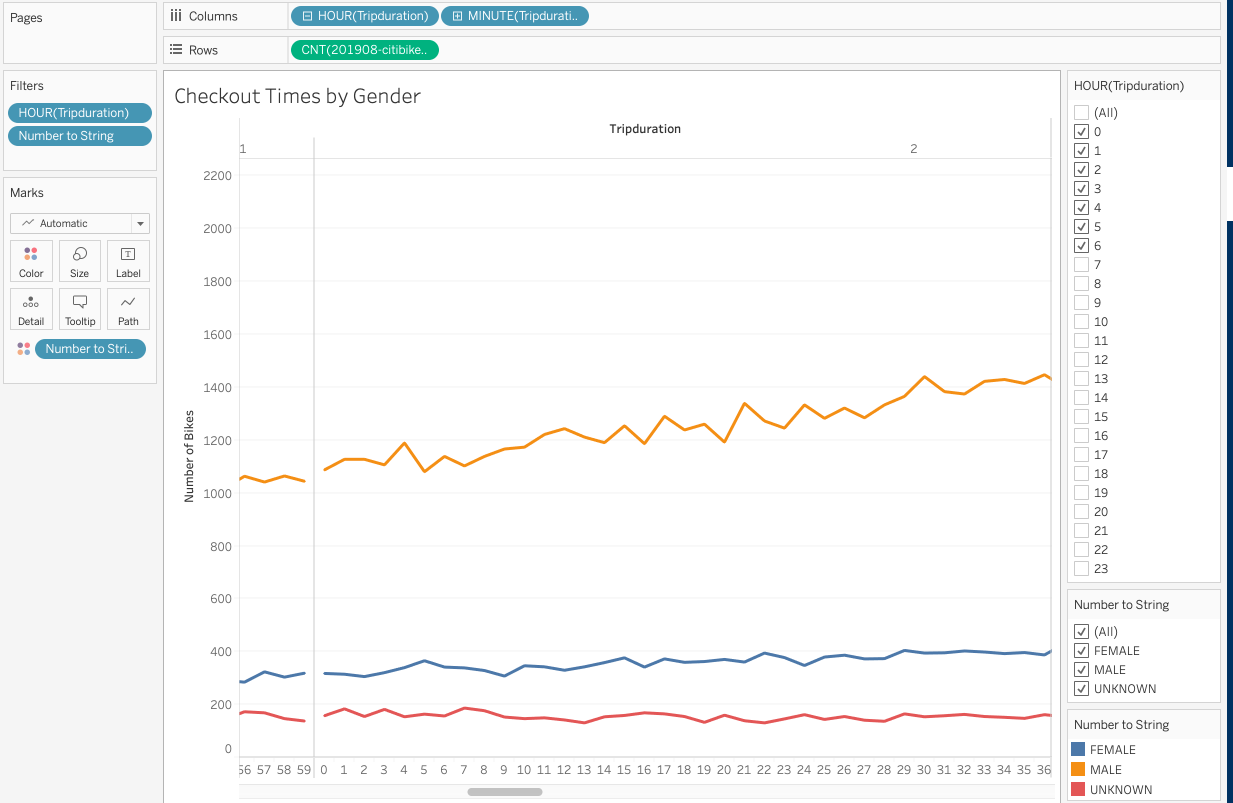 Pages
Columns
HOUR(Tripduration)
MINUTE(Tripdurati..
Rows
CNT(201908-citibike..
Filters
HOUR(Tripduration)
Number to String
Marks
Automatic
Color Size Label
Detail Tooltip Path
Number to Stri..
Checkout Times by Gender
Tripduration
1 2
2200
2000
1800
1600
1400
1200
1000
800
600
400
200
0
Number of Bikes
56 57 58 59 0 1 2 3 4 5 6 7 8 9 10 11 12 13 14 15 16 17 18 19 20 21 22 23 24 25 26 27 28 29 30 31 32 33 34 35 36
HOUR(Tripduration)
(All)
0
1
2
3
4
5
6
7
8
9
10
11
12
13
14
15
16
17
18
19
20
21
22
23
Number to String
(All)
FEMALE
MALE
UNKNOWN
Number to String
FEMALE
MALE
UNKNOWN